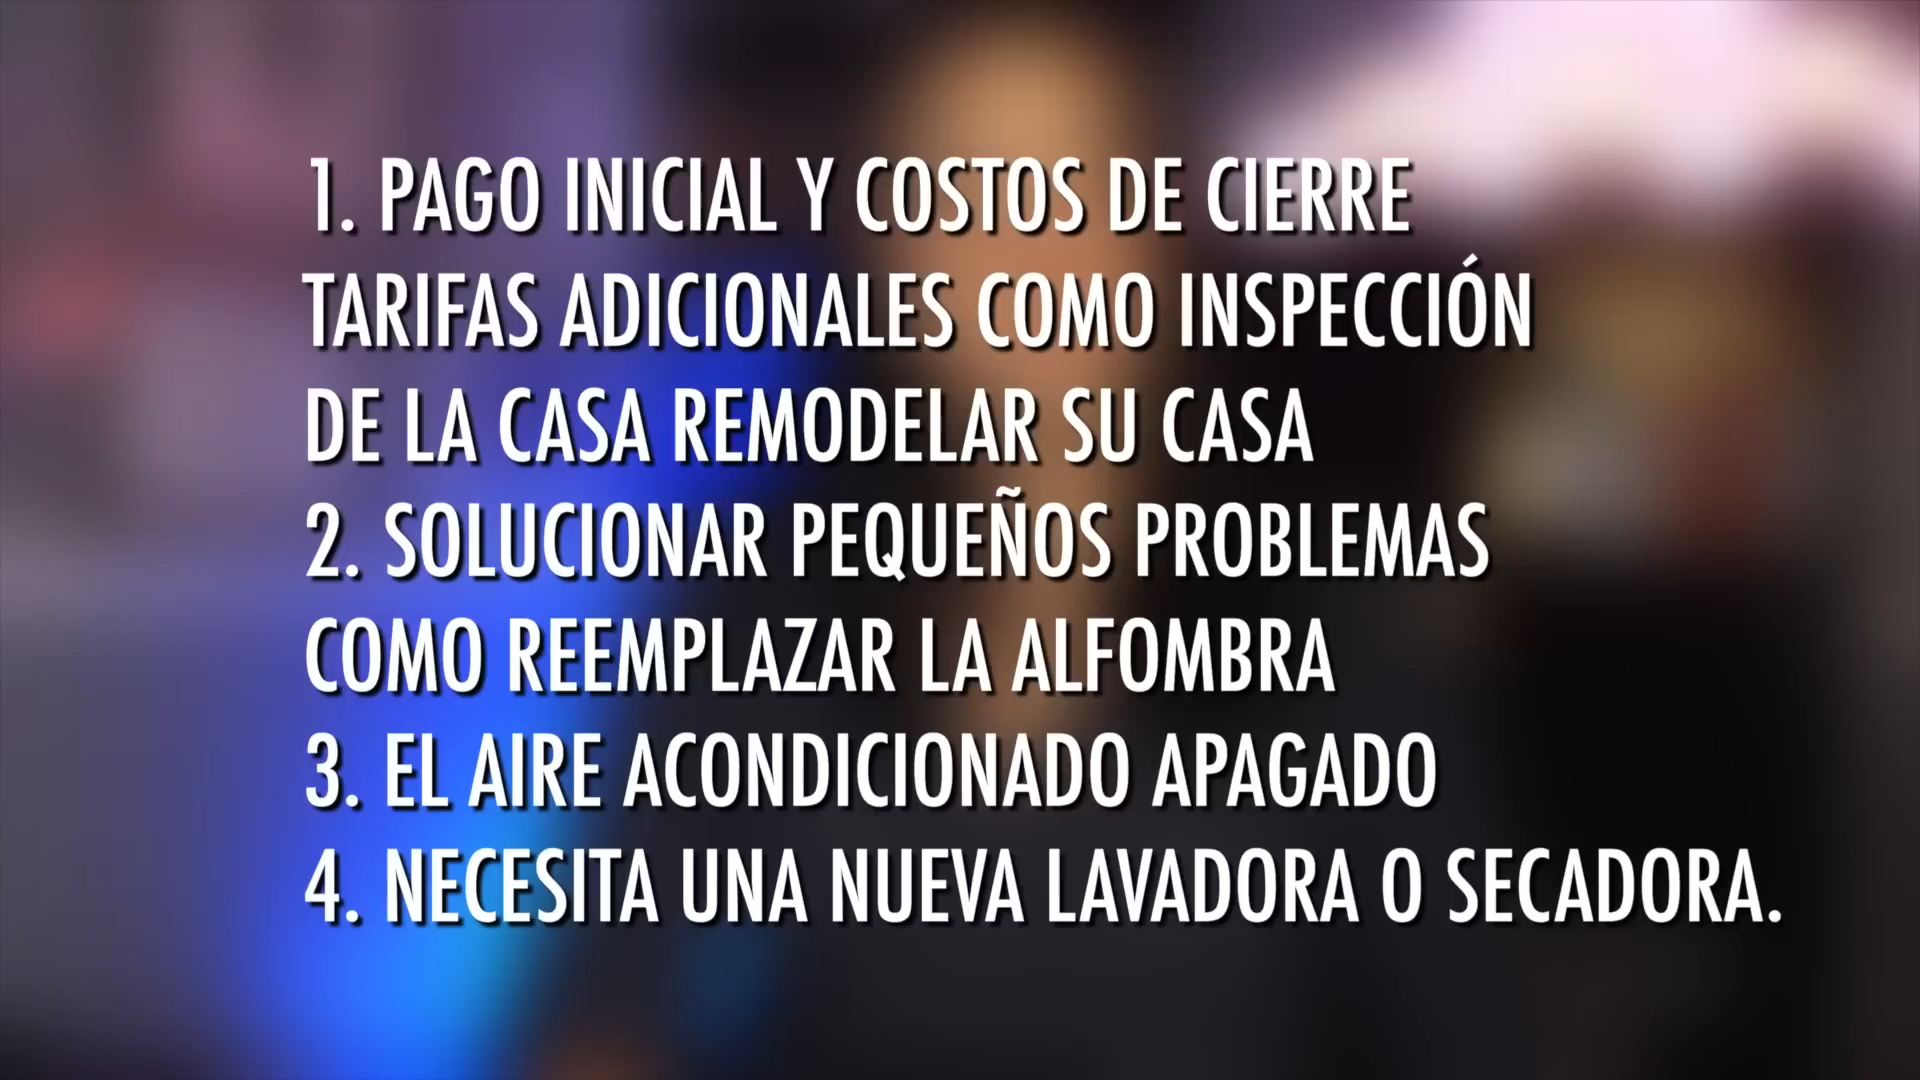 1. PAGO INICIAL Y COSTOS DE CIERRE
TARIFAS ADICIONALES COMO INSPECCIÓN
DE LA CASA REMODELAR SU CASA
2. SOLUCIONAR PEQUEÑOS PROBLEMAS
COMO REEMPLAZAR LA ALFOMBRA
3. EL AIRE ACONDICIONADO APAGADO
4. NECESITA UNA NUEVA LAVADORA O SECADORA.